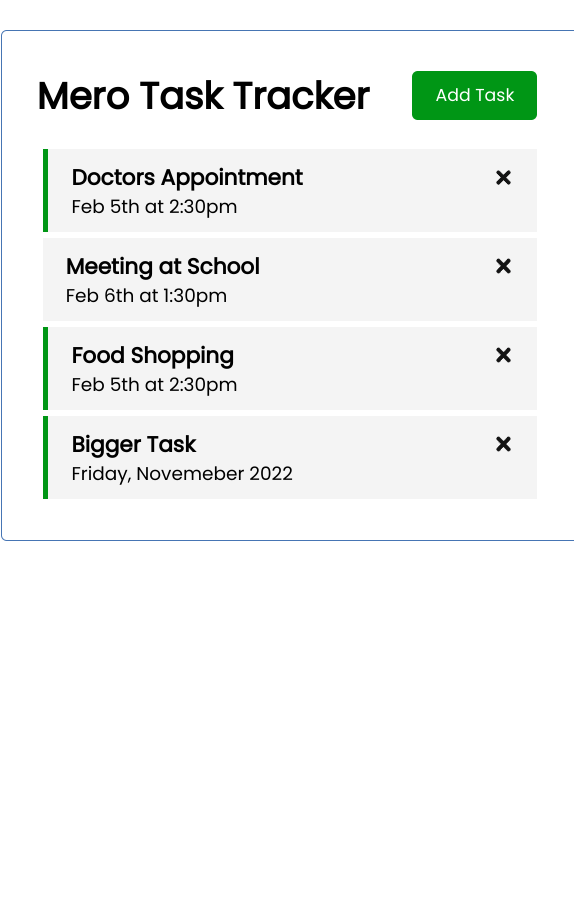 Mero Task Tracker
Add Task
Doctors Appointment
Feb 5th at 2:30pm
Meeting at School
Feb 6th at 1:30pm
Food Shopping
Feb 5th at 2:30pm
Bigger Task
Friday, Novemeber 2022